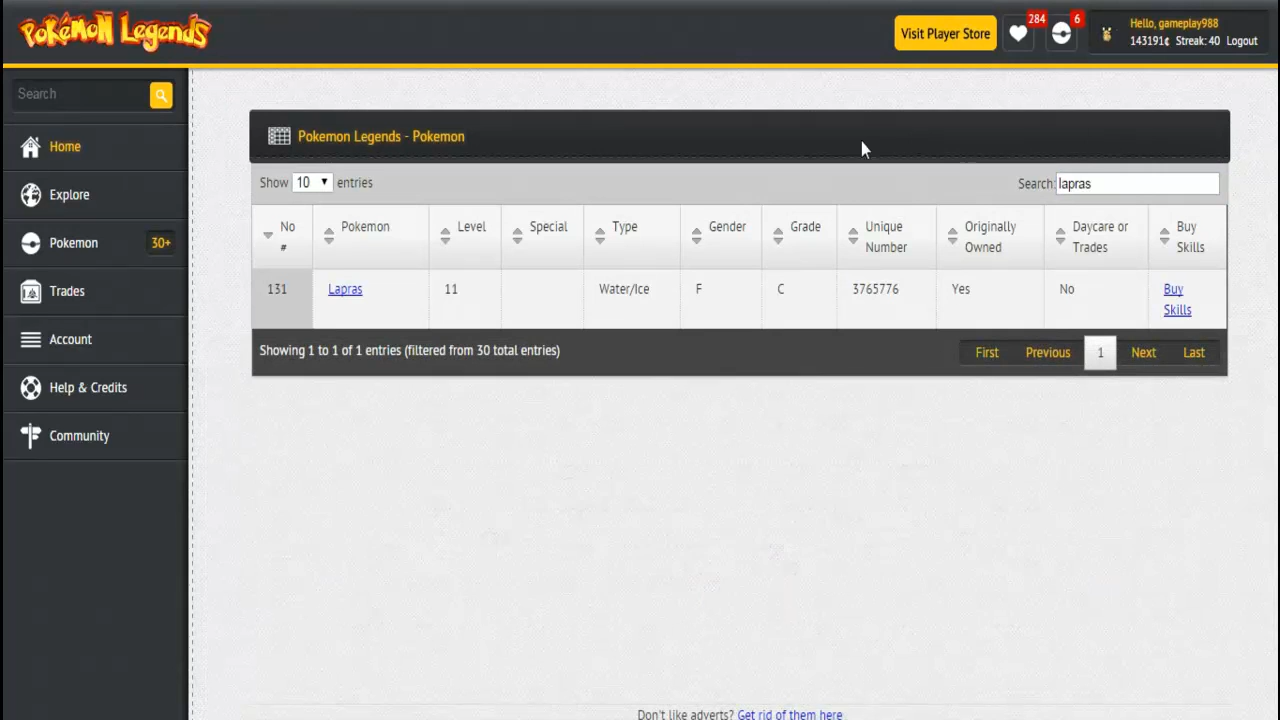 Pokémon Legends
Visit Player Store
284
6
Hello, gameplay988
143191¢ Streak: 40 Logout
Search
Home
Explore
Pokemon 30+
Trades
Account
Help & Credits
Community
Pokemon Legends - Pokemon
Show 10 entries
Search: lapras
No #
Pokemon
Level
Special
Type
Gender
Grade
Unique Number
Originally Owned
Daycare or Trades
Buy Skills
131 Lapras 11 Water/Ice F C 3765776 Yes No Buy Skills
Showing 1 to 1 of 1 entries (filtered from 30 total entries)
First Previous 1 Next Last
Don't like adverts? Get rid of them here